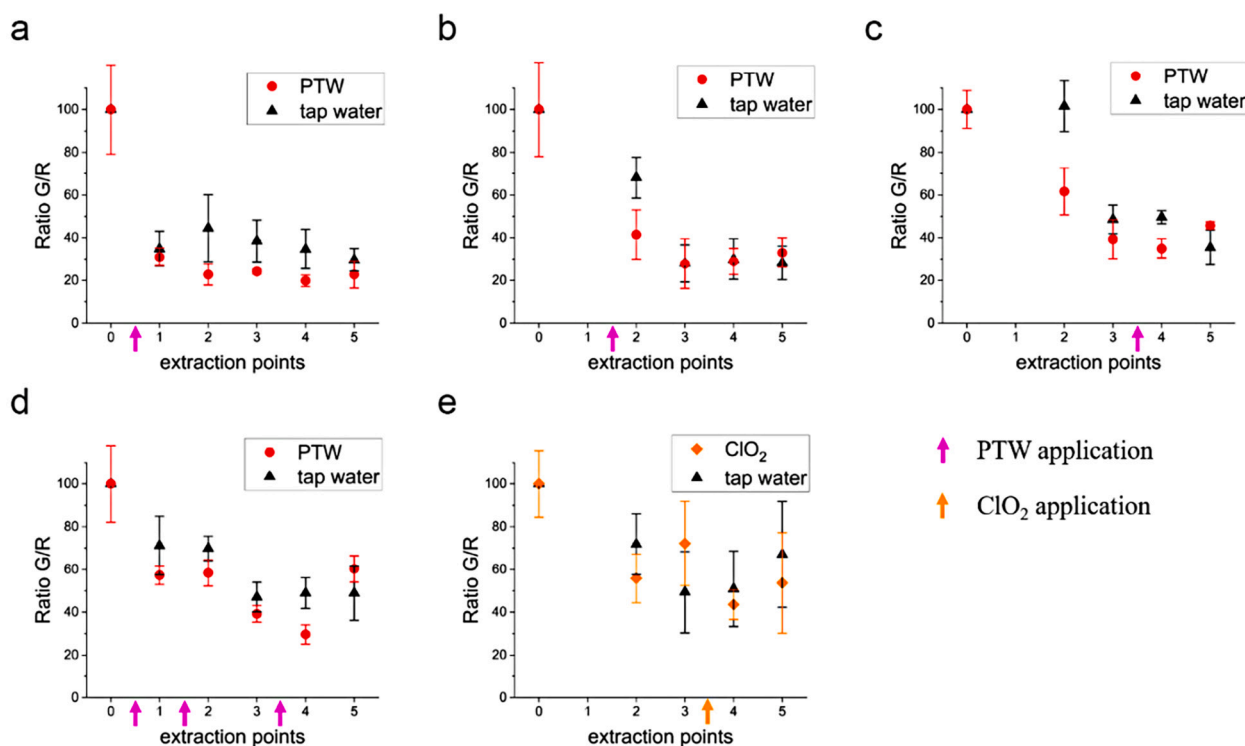 a
PTW
tap water
Ratio G/R
100
80
60
40
20
0
0 1 2 3 4 5
extraction points
b
PTW
tap water
Ratio G/R
100
80
60
40
20
0
0 1 2 3 4 5
extraction points
c
PTW
tap water
Ratio G/R
100
80
60
40
20
0
0 1 2 3 4 5
extraction points
d
PTW
tap water
Ratio G/R
100
80
60
40
20
0
0 1 2 3 4 5
extraction points
e
ClO₂
tap water
Ratio G/R
100
80
60
40
20
0
0 1 2 3 4 5
extraction points
PTW application
ClO₂ application